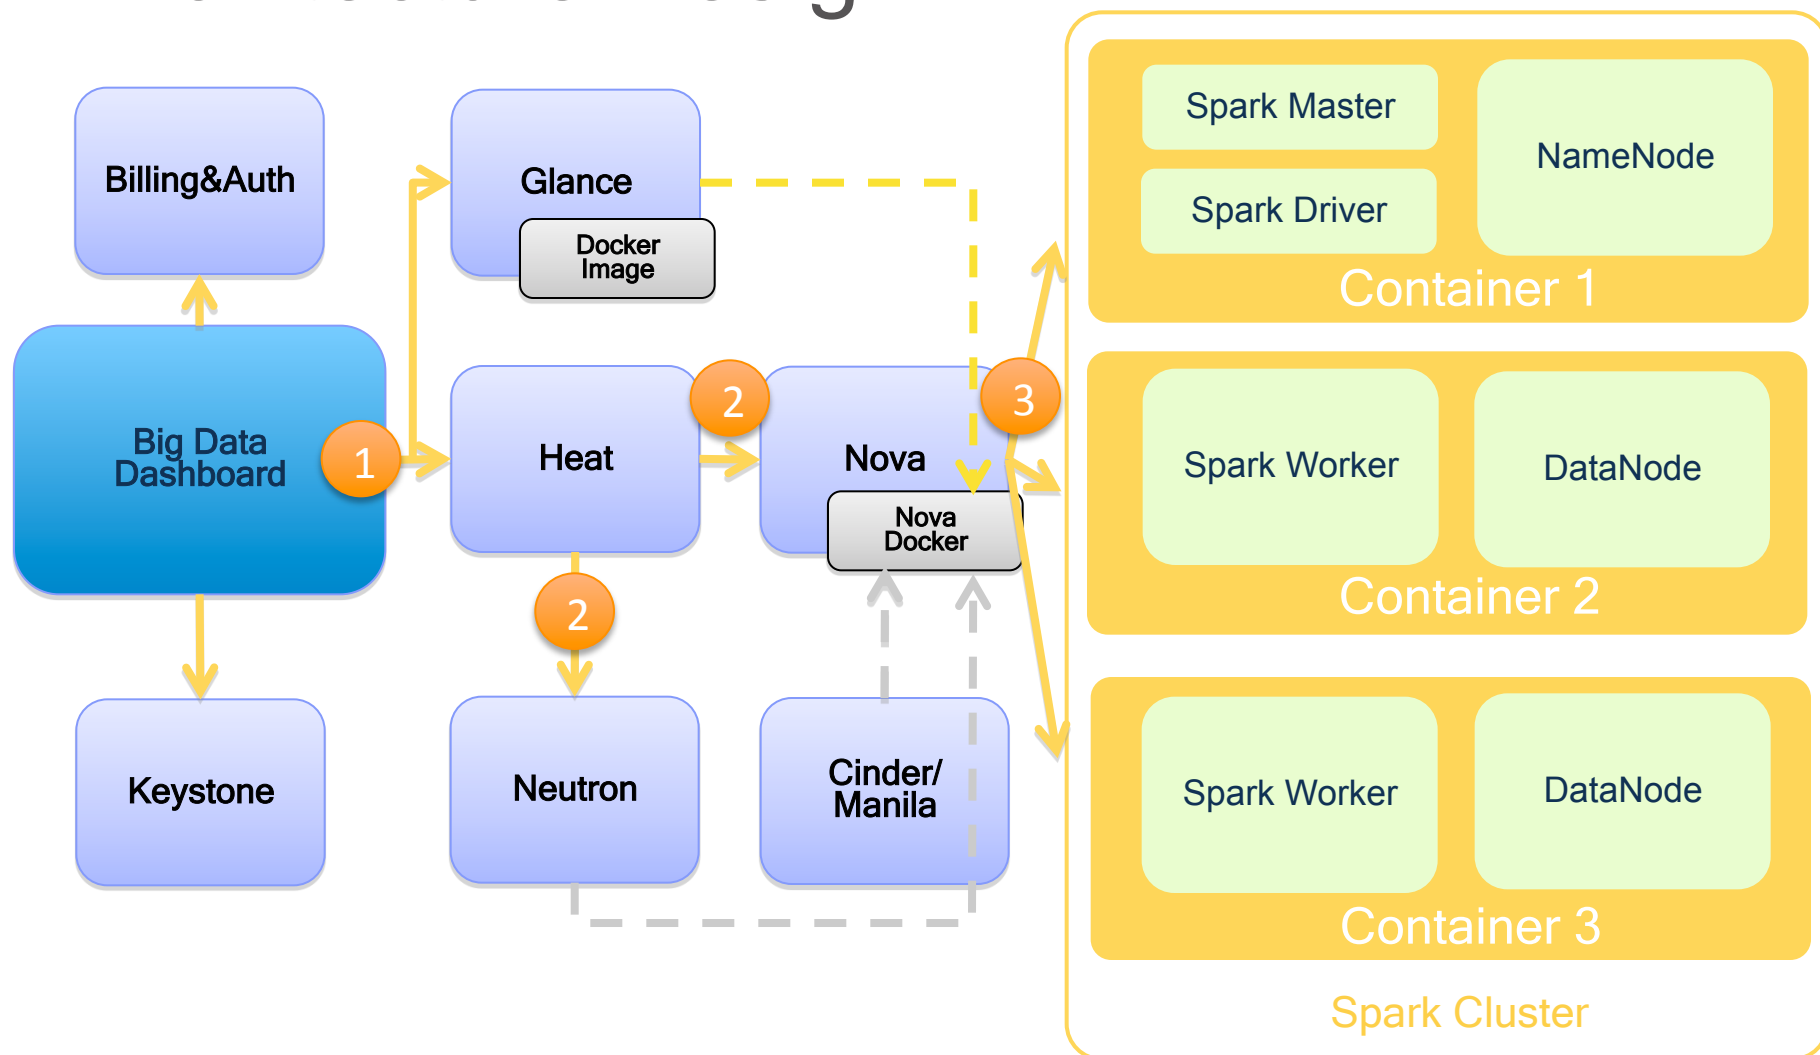 Billing&Auth
Glance
Docker
Image
Big Data
Dashboard
1
Heat
2
Nova
Nova
Docker
3
2
Keystone
Neutron
Cinder/
Manila
Spark Master
Spark Driver
NameNode
Container 1
Spark Worker
DataNode
Container 2
Spark Worker
DataNode
Container 3
Spark Cluster